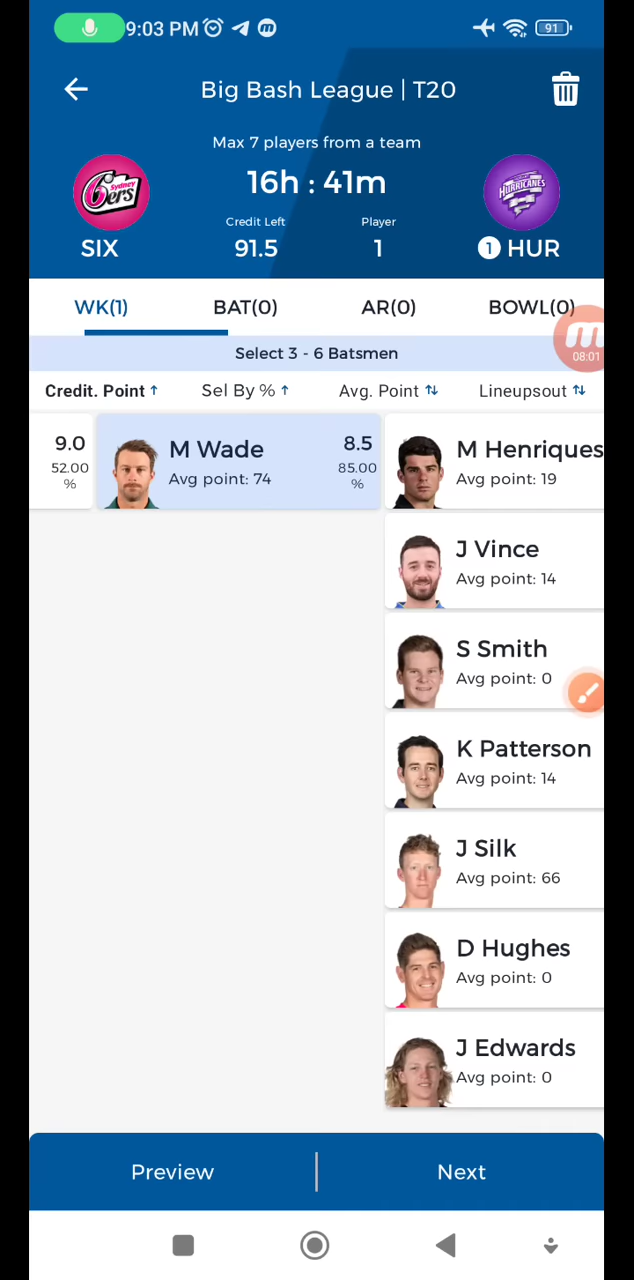 9:03 PM
91
Big Bash League | T20
Max 7 players from a team
Sydney
6ers
16h : 41m
HURRICANES
Credit Left
Player
SIX
91.5
1
1 HUR
WK(1)
BAT(0)
AR(0)
BOWL(0)
08:01
Select 3 - 6 Batsmen
Credit. Point ↑
Sel By % ↑
Avg. Point ↑↓
Lineupsout ↑↓
9.0
52.00
%
M Wade
Avg point: 74
8.5
85.00
%
M Henriques
Avg point: 19
J Vince
Avg point: 14
S Smith
Avg point: 0
K Patterson
Avg point: 14
J Silk
Avg point: 66
D Hughes
Avg point: 0
J Edwards
Avg point: 0
Preview
Next